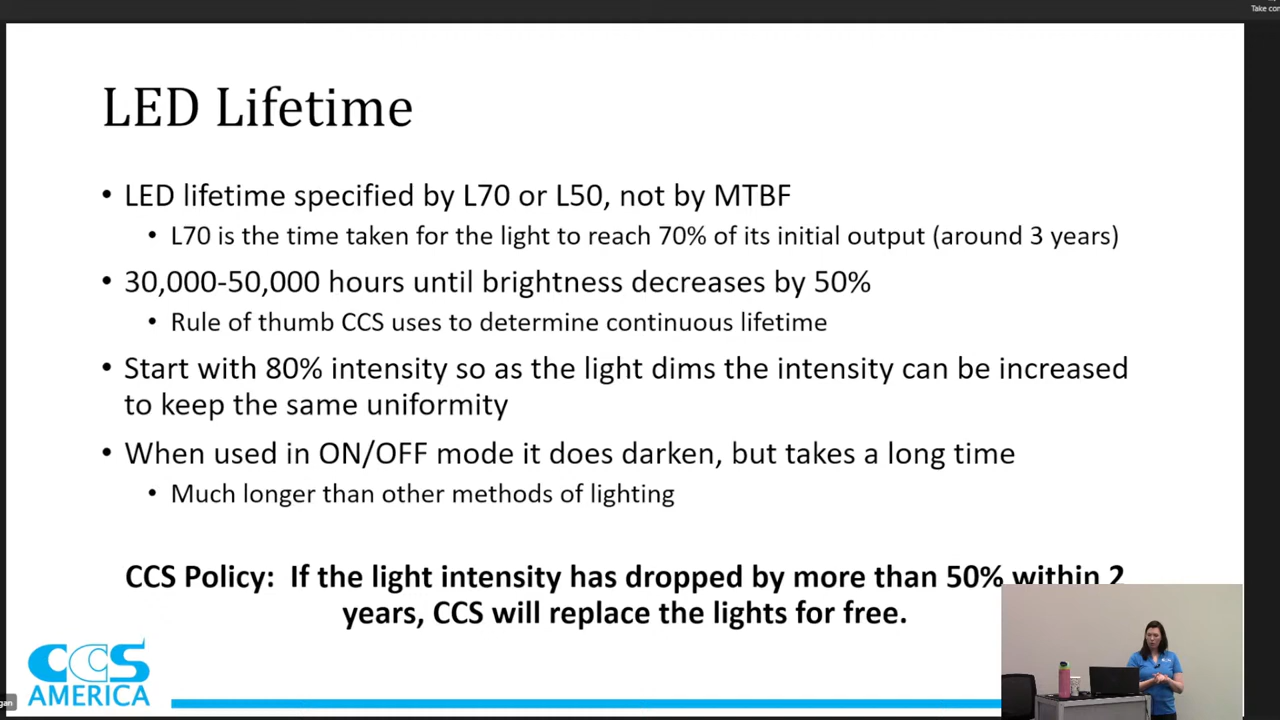 Take con
LED Lifetime
• LED lifetime specified by L70 or L50, not by MTBF
• L70 is the time taken for the light to reach 70% of its initial output (around 3 years)
• 30,000-50,000 hours until brightness decreases by 50%
• Rule of thumb CCS uses to determine continuous lifetime
• Start with 80% intensity so as the light dims the intensity can be increased
to keep the same uniformity
• When used in ON/OFF mode it does darken, but takes a long time
• Much longer than other methods of lighting
CCS Policy: If the light intensity has dropped by more than 50% within 2
years, CCS will replace the lights for free.
CCS
AMERICA
gan